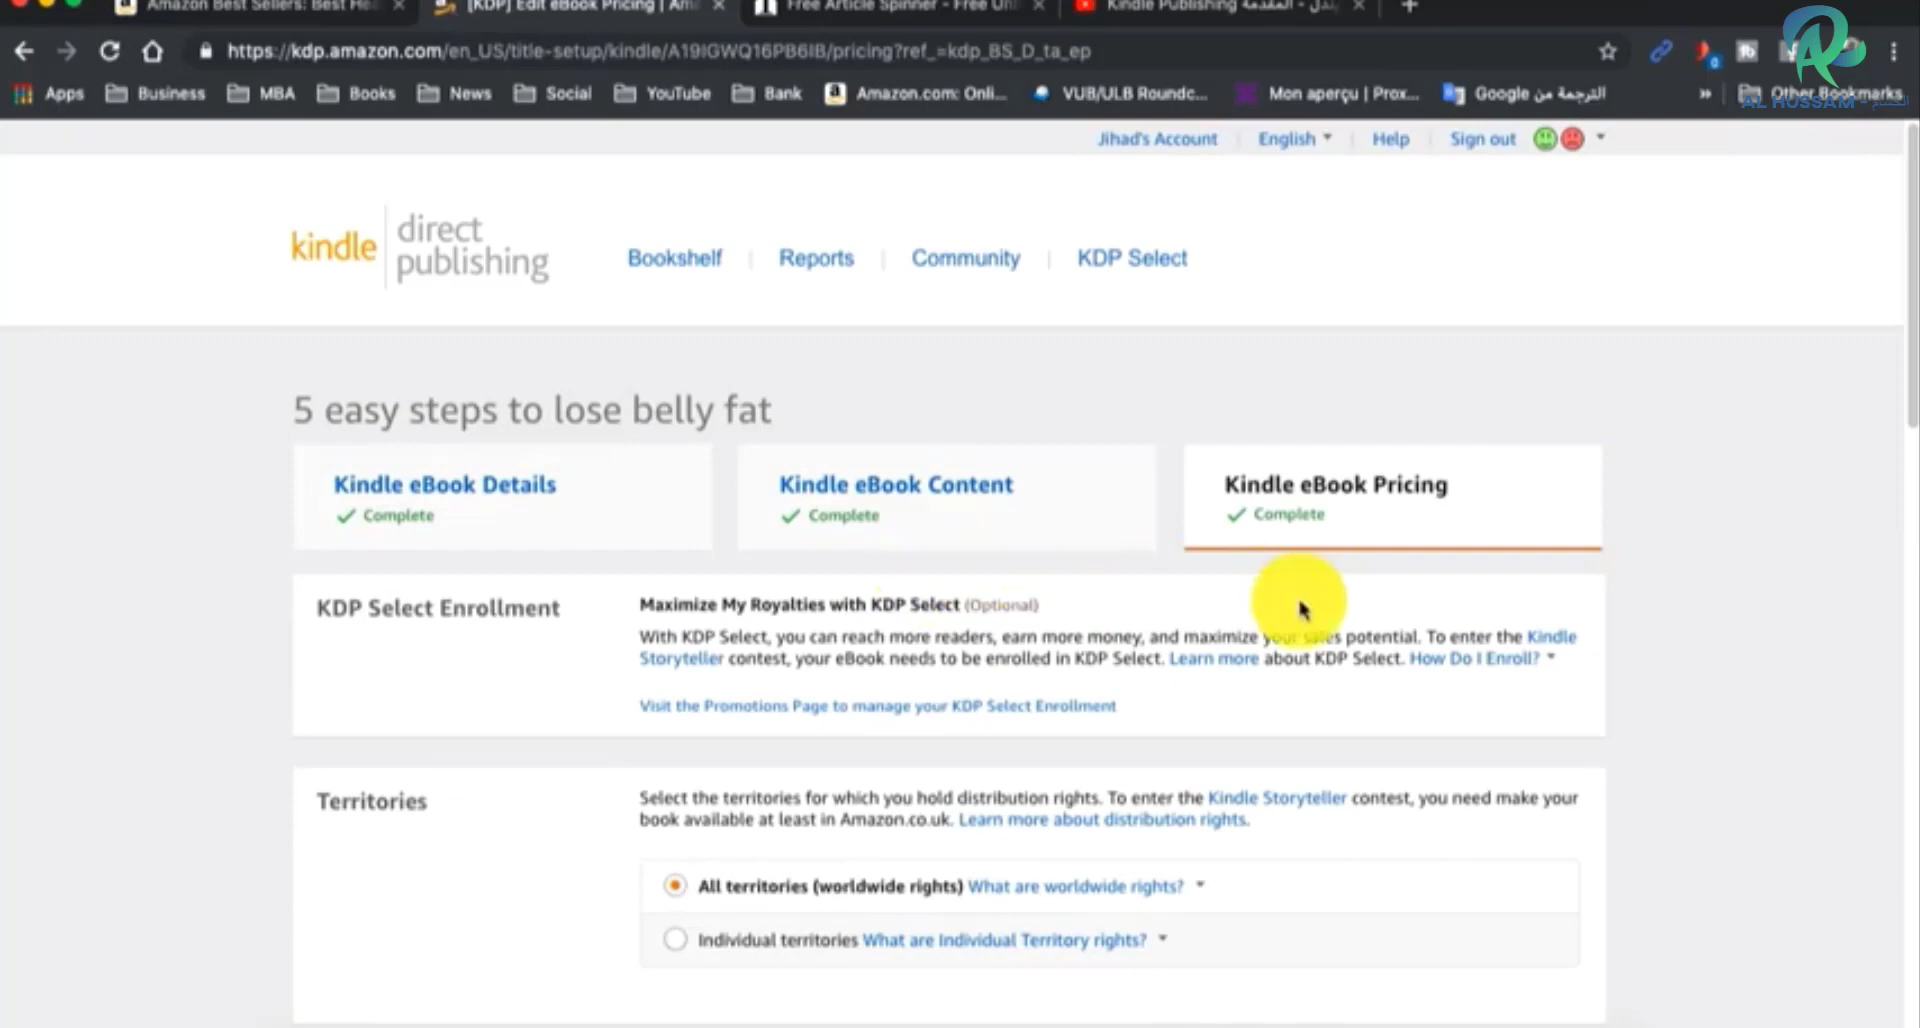 Amazon Best Sellers: Best He
[KDP] Edit eBook Pricing | Am
Free Article Spinner - Free Un
Kindle Publishing المقدمة -
https://kdp.amazon.com/en_US/title-setup/kindle/A19IGWQ16PB6IB/pricing?ref_=kdp_BS_D_ta_ep
Apps Business MBA Books News Social YouTube Bank Amazon.com: Onli... VUB/ULB Roundc... Mon aperçu | Prox... الترجمة من Google » Other Bookmarks
AL HUSSAM - الحسام
Jihad's Account English Help Sign out
kindle direct publishing
Bookshelf Reports Community KDP Select
5 easy steps to lose belly fat
Kindle eBook Details
Complete
Kindle eBook Content
Complete
Kindle eBook Pricing
Complete
KDP Select Enrollment
Maximize My Royalties with KDP Select (Optional)
With KDP Select, you can reach more readers, earn more money, and maximize your sales potential. To enter the Kindle
Storyteller contest, your eBook needs to be enrolled in KDP Select. Learn more about KDP Select. How Do I Enroll?
Visit the Promotions Page to manage your KDP Select Enrollment
Territories
Select the territories for which you hold distribution rights. To enter the Kindle Storyteller contest, you need make your
book available at least in Amazon.co.uk. Learn more about distribution rights.
All territories (worldwide rights) What are worldwide rights?
Individual territories What are Individual Territory rights?